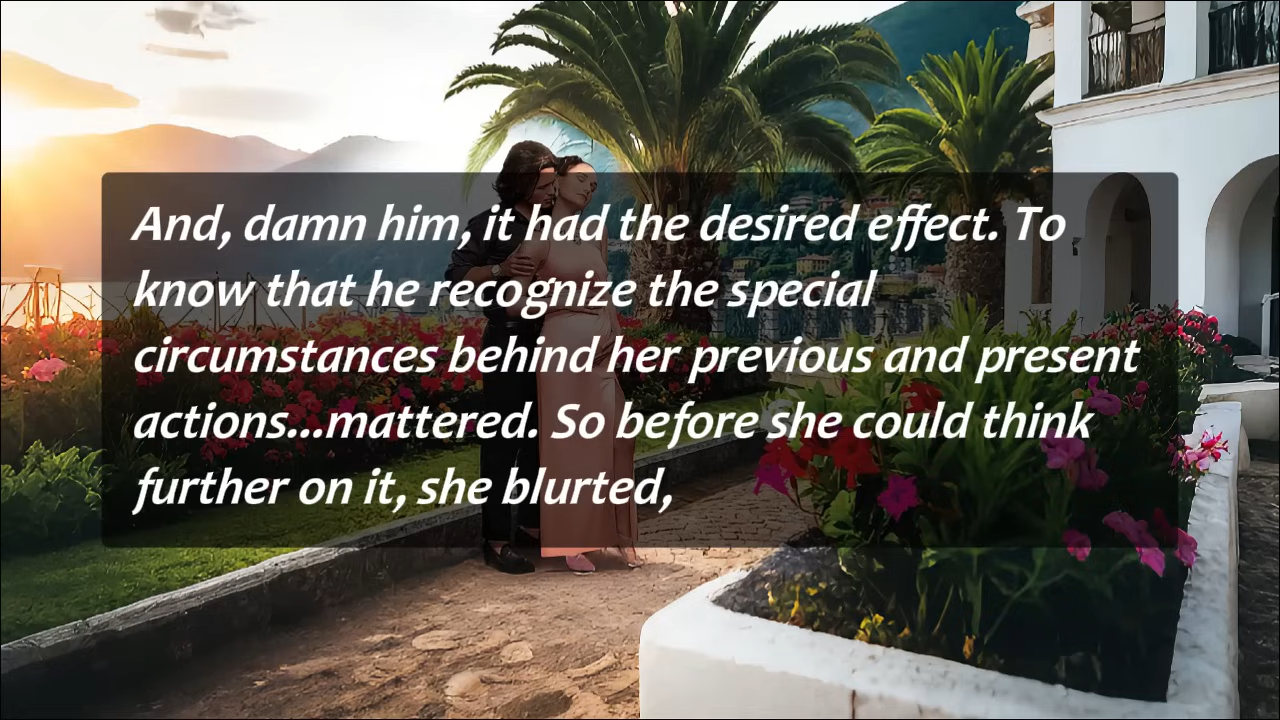 And, damn him, it had the desired effect. To
know that he recognize the special
circumstances behind her previous and present
actions...mattered. So before she could think
further on it, she blurted,